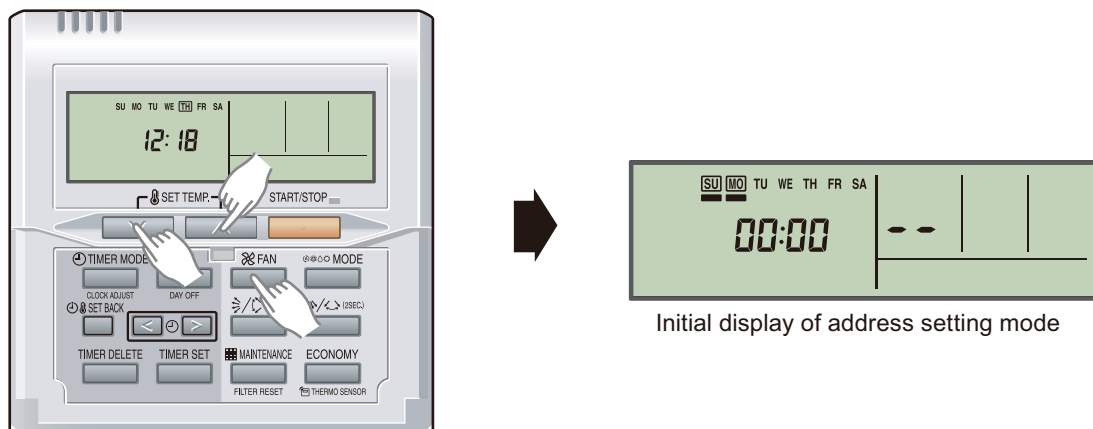 SU MO TU WE TH FR SA
12:18
SET TEMP.
START/STOP
TIMER MODE
FAN
MODE
CLOCK ADJUST
DAY OFF
SET BACK
(2SEC.)
< >
TIMER DELETE
TIMER SET
MAINTENANCE
ECONOMY
FILTER RESET
THERMO SENSOR
SU MO TU WE TH FR SA
00:00
--
Initial display of address setting mode